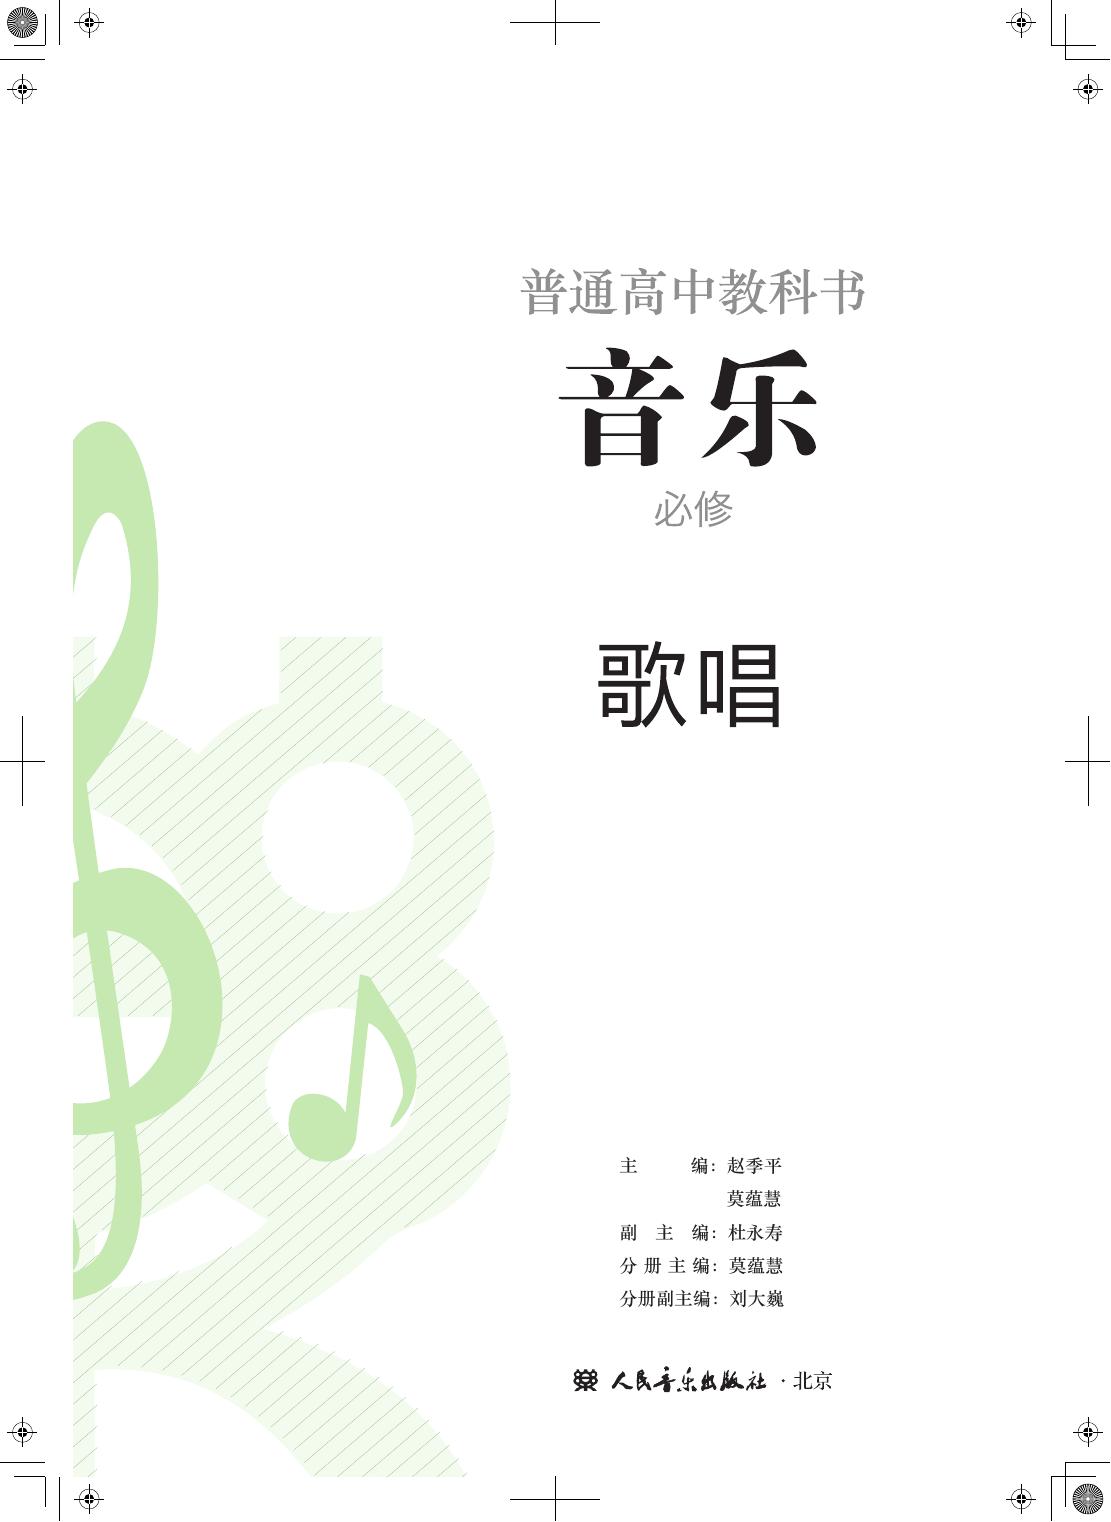 普通高中教科书
音乐
必修
歌唱
主编：赵季平
莫蕴慧
副主编：杜永寿
分册主编：莫蕴慧
分册副主编：刘大巍
人民音乐出版社·北京